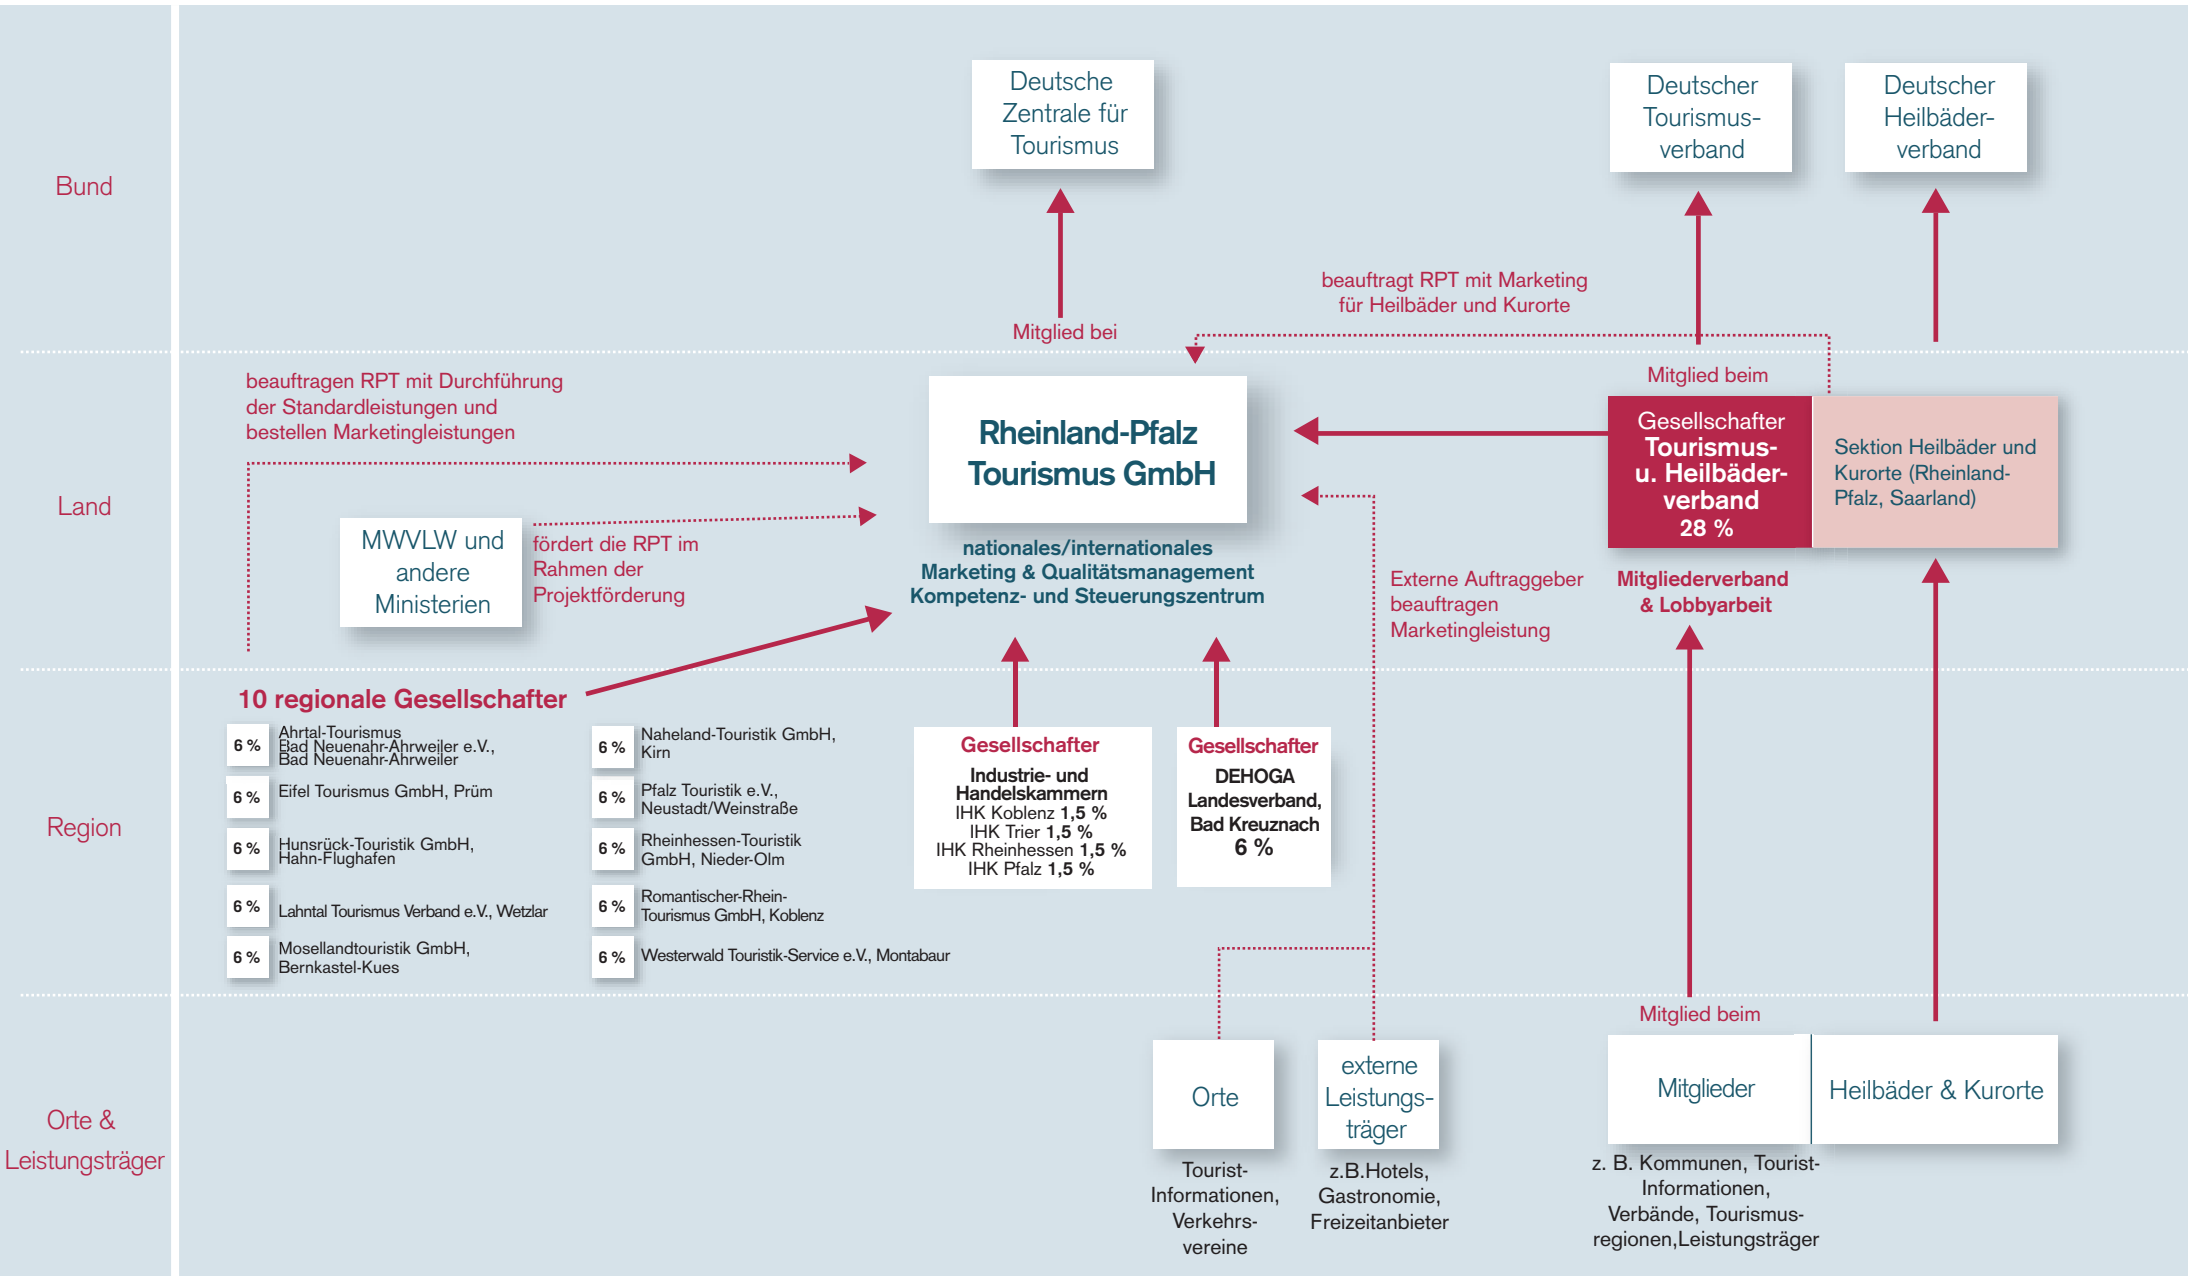 Bund
Deutsche
Zentrale für
Tourismus
Deutscher
Tourismus-
verband
Deutscher
Heilbäder-
verband
Mitglied bei
beauftragt RPT mit Marketing
für Heilbäder und Kurorte
Land
beauftragen RPT mit Durchführung
der Standardleistungen und
bestellen Marketingleistungen
MWVLW und
andere
Ministerien
fördert die RPT im
Rahmen der
Projektförderung
Rheinland-Pfalz
Tourismus GmbH
nationales/internationales
Marketing & Qualitätsmanagement
Kompetenz- und Steuerungszentrum
Externe Auftraggeber
beauftragen
Marketingleistung
Mitglied beim
Gesellschafter
Tourismus-
u. Heilbäder-
verband
28 %
Sektion Heilbäder und
Kurorte (Rheinland-
Pfalz, Saarland)
Mitgliederverband
& Lobbyarbeit
Region
10 regionale Gesellschafter
6 %
Ahrtal-Tourismus
Bad Neuenahr-Ahrweiler e.V.,
Bad Neuenahr-Ahrweiler
6 %
Eifel Tourismus GmbH, Prüm
6 %
Hunsrück-Touristik GmbH,
Hahn-Flughafen
6 %
Lahntal Tourismus Verband e.V., Wetzlar
6 %
Mosellandtouristik GmbH,
Bernkastel-Kues
6 %
Naheland-Touristik GmbH,
Kirn
6 %
Pfalz Touristik e.V.,
Neustadt/Weinstraße
6 %
Rheinhessen-Touristik
GmbH, Nieder-Olm
6 %
Romantischer-Rhein-
Tourismus GmbH, Koblenz
6 %
Westerwald Touristik-Service e.V., Montabaur
Gesellschafter
Industrie- und
Handelskammern
IHK Koblenz 1,5 %
IHK Trier 1,5 %
IHK Rheinhessen 1,5 %
IHK Pfalz 1,5 %
Gesellschafter
DEHOGA
Landesverband,
Bad Kreuznach
6 %
Orte &
Leistungsträger
Orte
Tourist-
Informationen,
Verkehrs-
vereine
externe
Leistungs-
träger
z.B.Hotels,
Gastronomie,
Freizeitanbieter
Mitglied beim
Mitglieder
Heilbäder & Kurorte
z. B. Kommunen, Tourist-
Informationen,
Verbände, Tourismus-
regionen,Leistungsträger